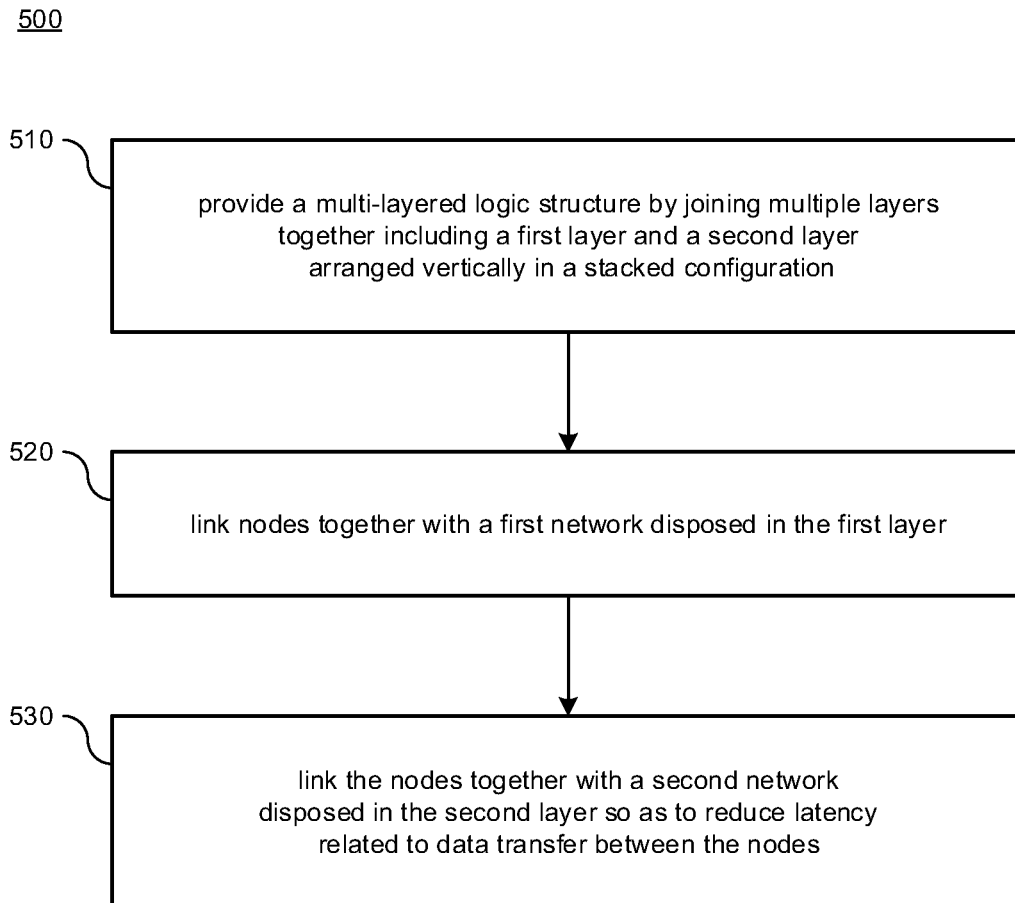 500
510
provide a multi-layered logic structure by joining multiple layers
together including a first layer and a second layer
arranged vertically in a stacked configuration
520
link nodes together with a first network disposed in the first layer
530
link the nodes together with a second network
disposed in the second layer so as to reduce latency
related to data transfer between the nodes